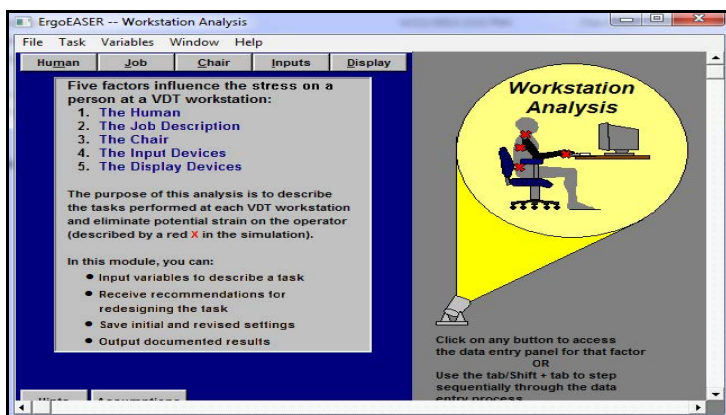 ErgoEASER -- Workstation Analysis
File Task Variables Window Help
Human Job Chair Inputs Display
Five factors influence the stress on a
person at a VDT workstation:
1. The Human
2. The Job Description
3. The Chair
4. The Input Devices
5. The Display Devices
The purpose of this analysis is to describe
the tasks performed at each VDT workstation
and eliminate potential strain on the operator
(described by a red X in the simulation).
In this module, you can:
● Input variables to describe a task
● Receive recommendations for
redesigning the task
● Save initial and revised settings
● Output documented results
Hints Assumptions
Workstation
Analysis
Click on any button to access
the data entry panel for that factor
OR
Use the tab/Shift + tab to step
sequentially through the data
entry process